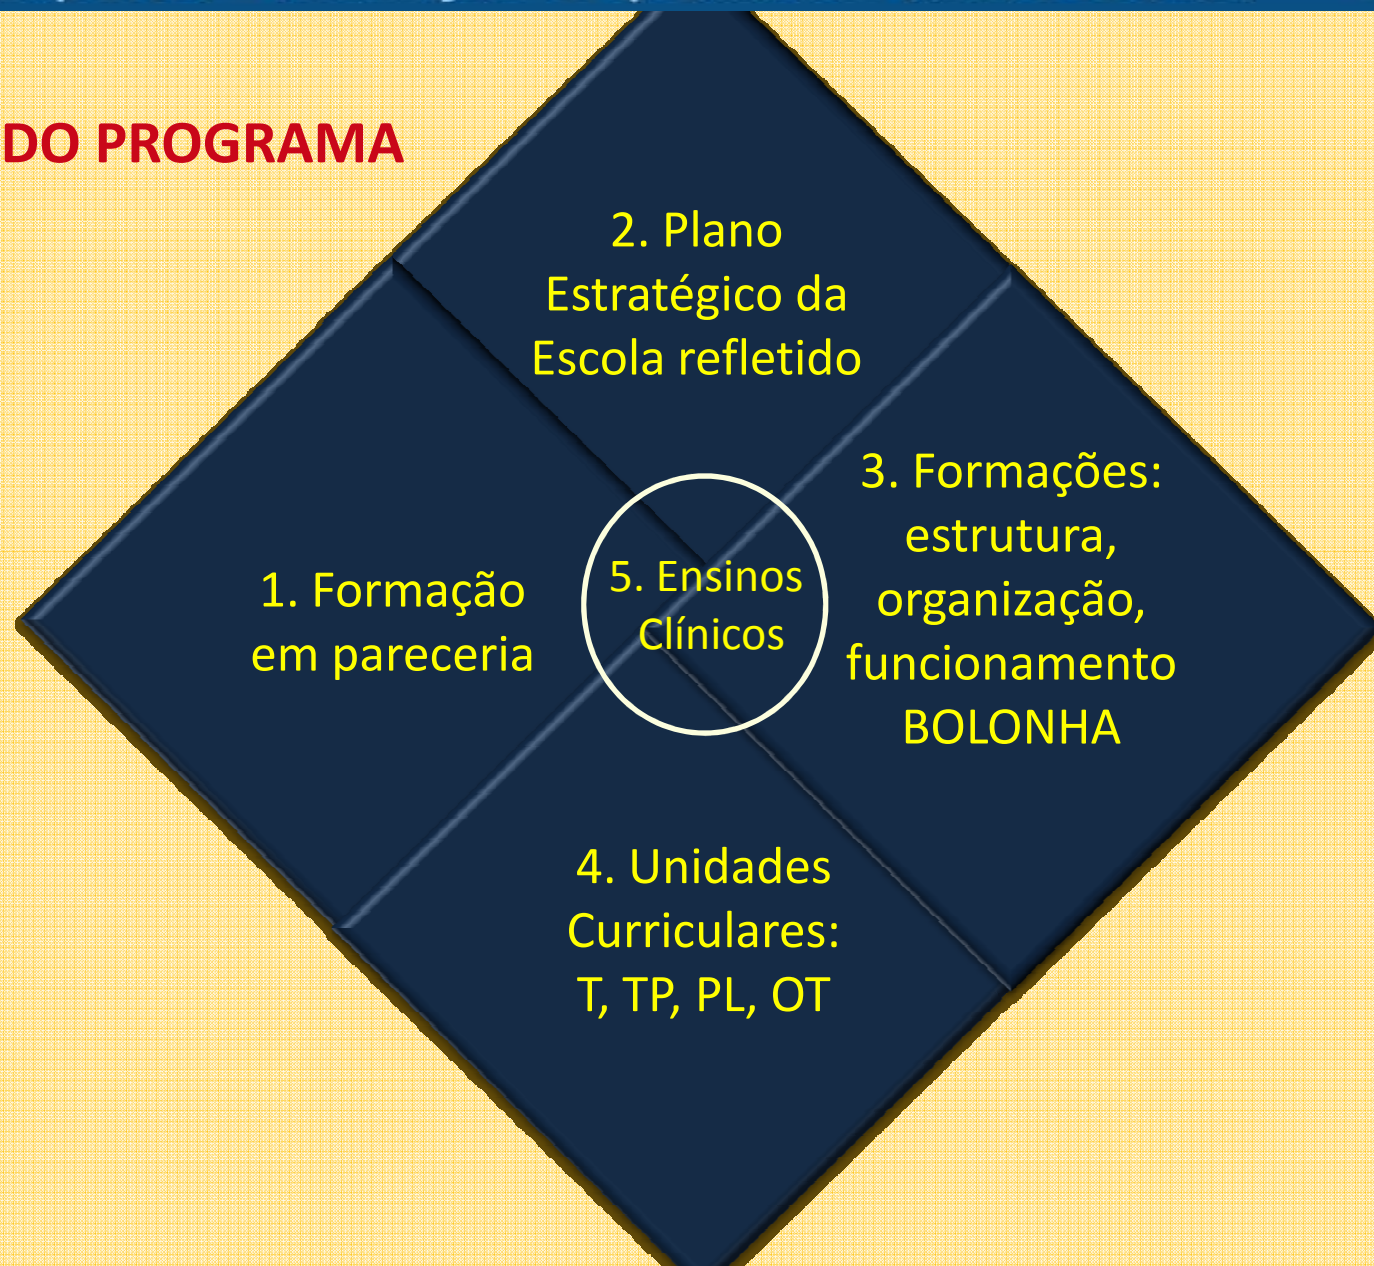 DO PROGRAMA
2. Plano
Estratégico da
Escola refletido
1. Formação
em pareceria
5. Ensinos
Clínicos
3. Formações:
estrutura,
organização,
funcionamento
BOLONHA
4. Unidades
Curriculares:
T, TP, PL, OT